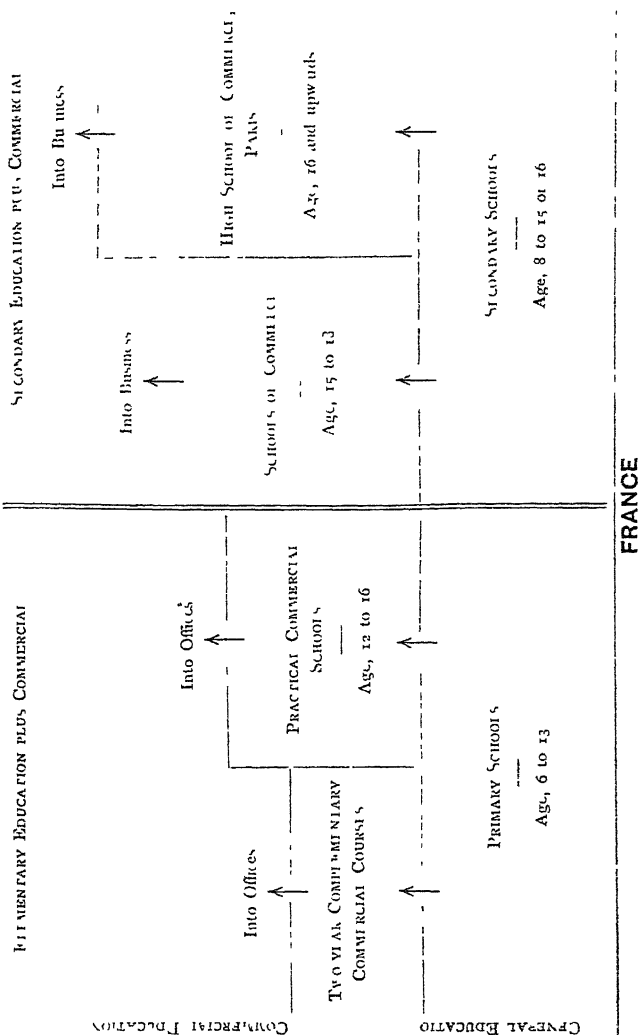 ELEMENTARY EDUCATION PLUS COMMERCIAL
SECONDARY EDUCATION PLUS COMMERCIAL
COMMERCIAL EDUCATION
GENERAL EDUCATIO
Into Offices
TWO YEAR COMPLEMENTARY
COMMERCIAL COURSES
Into Offices
PRACTICAL COMMERCIAL
SCHOOLS
Age, 12 to 16
PRIMARY SCHOOLS
Age, 6 to 13
Into Business
SCHOOLS OF COMMERCE
Age, 15 to 18
Into Business
HIGH SCHOOL OF COMMERCE,
PARIS
Age, 16 and upwards
SECONDARY SCHOOLS
Age, 8 to 15 or 16
FRANCE